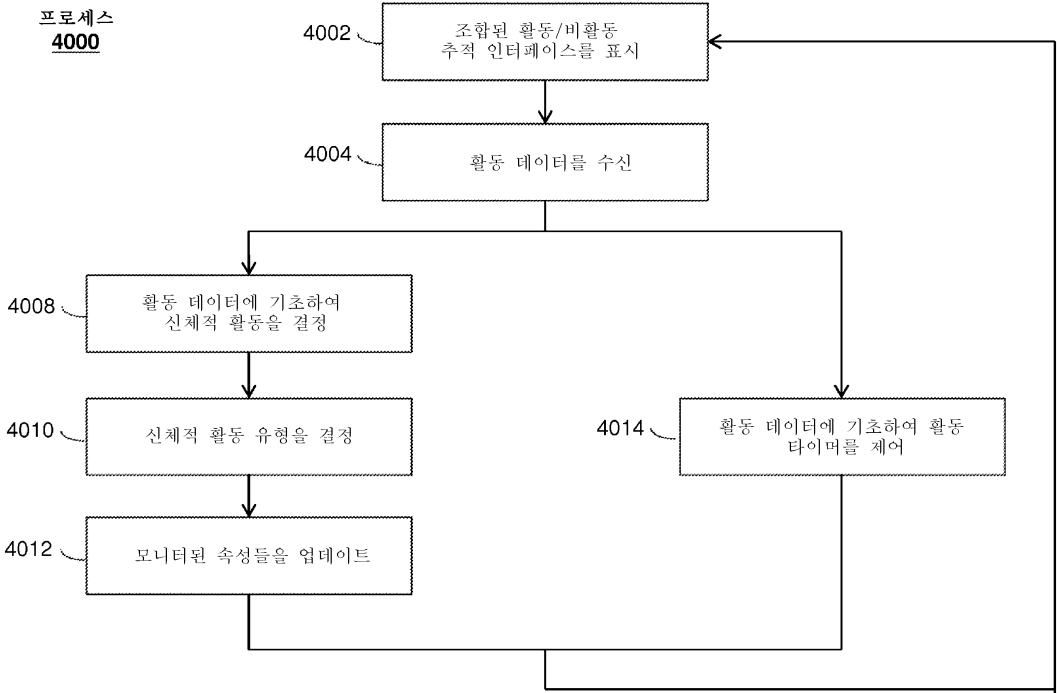 프로세스
4000
4002
조합된 활동/비활동
추적 인터페이스를 표시
4004
활동 데이터를 수신
4008
활동 데이터에 기초하여
신체적 활동을 결정
4010
신체적 활동 유형을 결정
4014
활동 데이터에 기초하여 활동
타이머를 제어
4012
모니터된 속성들을 업데이트